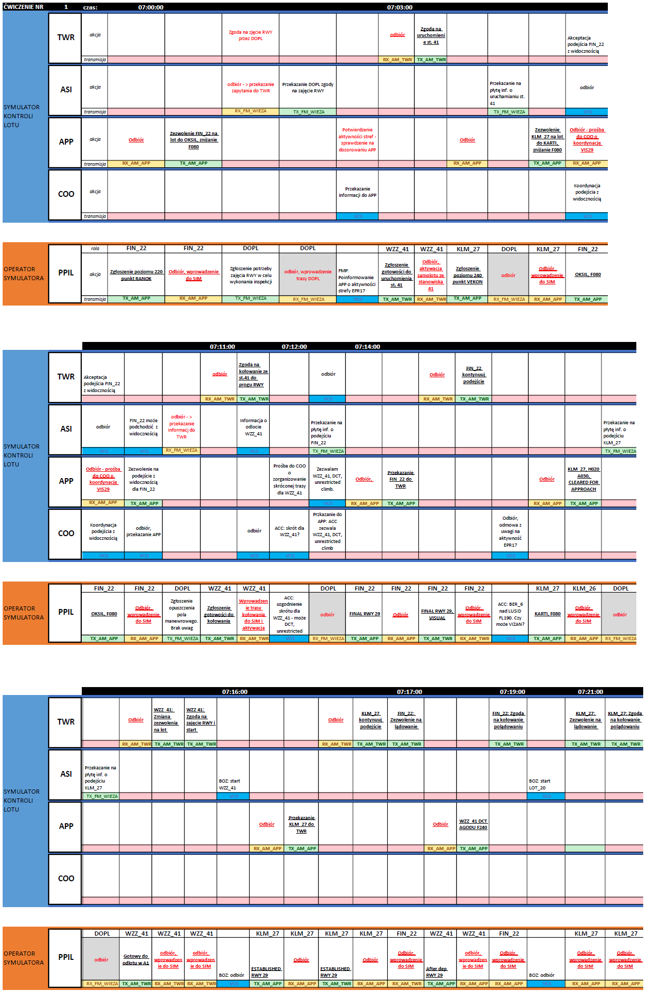 ĆWICZENIE NR 1 czas: 07:00:00 07:03:00
SYMULATOR
KONTROLI
LOTU
TWR
akcja
Zgoda na zjęcie RWY
przez DOPL
odbiór
Zgoda na
uruchomieni
e st. 41
Akceptacja
podejścia FIN_22
z widocznością
transmisja RX_AM_TWR TX_AM_TWR
ASI
akcja
odbiór - > przekazanie
zapytania do TWR
Przekazanie DOPL zgody
na zajęcie RWY
Przekazanie na
płytę inf. o
uruchamianiu st.
41
odbiór
transmisja RX_FM_WIEZA TX_FM_WIEZA TX_FM_WIEZA VCS
APP
akcja
Odbiór
Zezwolenie FIN_22 na
lot do OKSIL, zniżanie
F080
Potwierdzenie
aktywności stref -
sprawdzenie na
dozorowaniu APP
Odbiór
Zezwolenie
KLM_27 na lot
do KARTI,
zniżanie F080
Odbiór - prośba
do COO o
koordynację
VIS29
transmisja RX_AM_APP TX_AM_APP RX_AM_APP TX_AM_APP RX_AM_APP
COO
akcja
Przekazanie
informacji do APP
Koordynacja
podejścia z
widocznością
transmisja VCS VCS
OPERATOR
SYMULATORA
PPIL
rola FIN_22 FIN_22 DOPL DOPL WZZ_41 WZZ_41 KLM_27 DOPL KLM_27 FIN_22
akcja
Zgłoszenie poziomu 220
punkt RANOK
Odbiór, wprowadzenie
do SIM
Zgłoszenie potrzeby
zajęcia RWY w celu
wykonania inspekcji
odbiór, wprowadzenie
trasy DOPL
FMP:
Poinformowanie
APP o aktywności
strefy EPR17
Zgłoszenie
gotowości do
uruchomienia
st. 41
Odbiór,
aktywacja
samolotu ze
stanowiska
41
Zgłoszenie
poziomu 240
punkt VEKON
odbiór
Odbiór,
wprowadzenie
do SIM
OKSIL, F080
transmisja TX_AM_APP RX_AM_APP TX_FM_WIEZA RX_FM_WIEZA VCS TX_AM_TWR RX_AM_TWR TX_AM_APP RX_FM_WIEZA RX_AM_APP TX_AM_APP
07:11:00 07:12:00 07:14:00
SYMULATOR
KONTROLI
LOTU
TWR
Akceptacja
podejścia FIN_22
z widocznością
odbiór
Zgoda na
kołowanie ze
st.41 do
progu RWY
odbiór
Odbiór
FIN_22
kontynuuj
podejście
RX_AM_TWR TX_AM_TWR VCS RX_AM_TWR TX_AM_TWR
ASI
odbiór
FIN_22 może
podchodzić z
widocznością
odbiór - >
przekazanie
informacj do
TWR
Informacja o
odlocie
WZZ_41
Przekazanie na
płytę inf. o
podejściu
FIN_22
Przekazanie na
płytę inf. o
podejściu
KLM_27
VCS VCS RX_FM_WIEZA VCS TX_FM_WIEZA TX_FM_WIEZA
APP
Odbiór - prośba
do COO o
koordynację
VIS29
Zezwolenie na
podejście z
widocznością
dla FIN_22
Prośba do COO
o
zorganizowanie
skróconej trasy
dla WZZ_41
Zezwalam
WZZ_41, DCT,
unrestricted
climb.
Odbiór,
Przekazanie
FIN_22 do
TWR
Odbiór
KLM_27, H020
A030,
CLEARED FOR
APPROACH
RX_AM_APP TX_AM_APP VCS RX_AM_APP TX_AM_APP RX_AM_APP TX_AM_APP
COO
Koordynacja
podejścia z
widocznością
odbiór,
przekazanie APP
odbiór
ACC: skrót dla
WZZ_41?
Przkazanie do
APP: ACC
zezwala
WZZ_41, DCT,
unrestricted
climb
Odbiór,
odmowa z
uwagi na
aktywność
EPR17
VCS VCS VCS VCS VCS
OPERATOR
SYMULATORA
PPIL
FIN_22 FIN_22 DOPL WZZ_41 WZZ_41 DOPL FIN_22 FIN_22 FIN_22 FIN_22 KLM_27 KLM_26 DOPL
OKSIL, F080
Odbiór,
wprowadzenie
do SIM
Zgłoszenie
opuszczenia
pola
manewrowego.
Brak uwag
Zgłoszenie
gotowości do
kołowania
Wprowadzen
ie trasy
kołowania
do SIM i
aktywacja
ACC:
uzgodnienie
skrótu dla
WZZ_41 - może
DCT,
unrestricted
odbiór
FINAL RWY 29
Odbiór
FINAL RWY 29,
VISUAL
Odbiór,
wprowadzenie
do SIM
ACC: BER_6
nad LUSID
FL190. Czy
może VIZAN?
KARTI, F080
Odbiór,
wprowadzenie
do SIM
odbiór
TX_AM_APP RX_AM_APP TX_FM_WIEZA TX_AM_TWR RX_AM_TWR VCS RX_FM_WIEZA TX_AM_APP RX_AM_APP TX_AM_TWR RX_AM_TWR VCS TX_AM_APP RX_AM_APP RX_FM_WIEZA
07:16:00 07:17:00 07:19:00 07:21:00
SYMULATOR
KONTROLI
LOTU
TWR
Odbiór
WZZ_41:
Zmiana
zezwolenia
na lot
WZZ 41:
Zgoda na
zajęcie RWY i
start
Odbiór
KLM_27
kontynuuj
podejście
FIN_22:
Zezwolenie na
lądowanie
FIN_22: Zgoda
na kołowanie
polądowaniu
KLM_27:
Zezwolenie na
lądowanie
KLM_27: Zgoda
na kołowanie
polądowaniu
RX_AM_TWR TX_AM_TWR TX_AM_TWR RX_AM_TWR TX_AM_TWR TX_AM_TWR TX_AM_TWR TX_AM_TWR TX_AM_TWR
ASI
Przekazanie na
płytę inf. o
podejściu
KLM_27
BOZ: start
WZZ_41
BOZ: start
LOT_20
TX_FM_WIEZA VCS VCS
APP
Odbiór
Przekazanie
KLM_27 do
TWR
Odbiór
WZZ_41 DCT
AGODU F240
RX_AM_APP TX_AM_APP RX_AM_APP TX_AM_APP
COO
OPERATOR
SYMULATORA
PPIL
DOPL WZZ_41 WZZ_41 WZZ_41 KLM_27 KLM_27 KLM_27 KLM_27 FIN_22 WZZ_41 WZZ_41 FIN_22 KLM_27 KLM_27
odbiór
Gotowy do
odlotu w A1
odbiór,
wprowadzen
ie do SIM
odbiór,
wprowadzen
ie do SIM
BOZ: odbiór
ESTABLISHED
RWY 29
Odbiór
ESTABLISHED
RWY 29
Odbiór
Odbiór,
wprowadzenie
do SIM
After dep
RWY 29
odbiór,
wprowadzen
ie do SIM
Odbiór,
wprowadzenie
do SIM
BOZ: odbiór
Odbiór,
wprowadzenie
do SIM
Odbiór,
wprowadzenie
do SIM
RX_FM_WIEZA TX_AM_TWR RX_AM_TWR RX_AM_TWR VCS TX_AM_APP RX_AM_APP TX_AM_TWR RX_AM_APP RX_AM_APP TX_AM_APP RX_AM_APP RX_AM_APP VCS RX_AM_APP RX_AM_APP